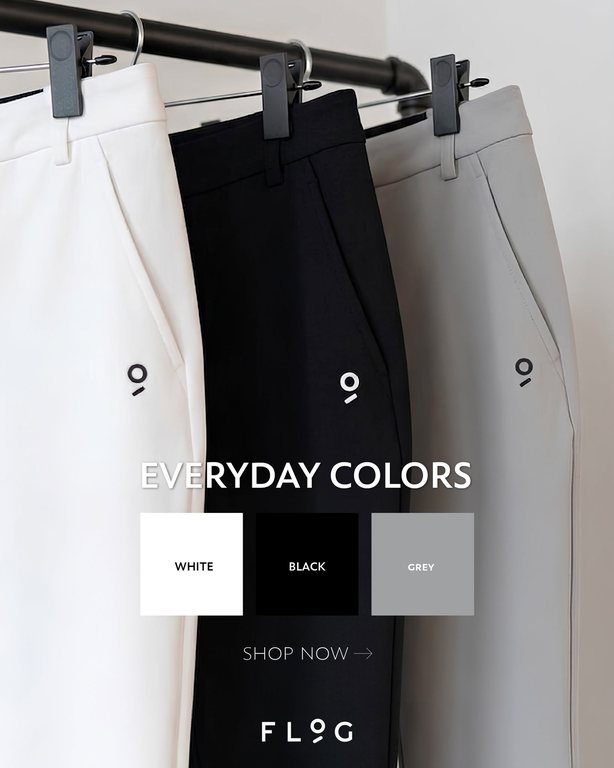 EVERYDAY COLORS
WHITE
BLACK
GREY
SHOP NOW →
FLOG